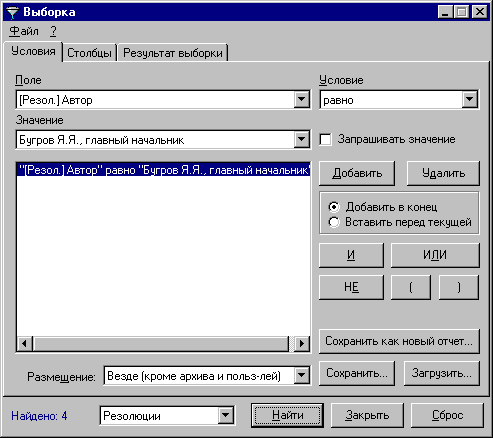 Выборка
Файл ?
Условия Столбцы Результат выборки
Поле Условие
[Резол.] Автор равно
Значение
Бугров Я.Я., главный начальник Запрашивать значение
"[Резол.] Автор" равно "Бугров Я.Я., главный начальник"
Добавить Удалить
Добавить в конец
Вставить перед текущей
И ИЛИ
НЕ ( )
Сохранить как новый отчет...
Размещение: Везде (кроме архива и польз-лей) Сохранить... Загрузить...
Найдено: 4 Резолюции Найти Закрыть Сброс